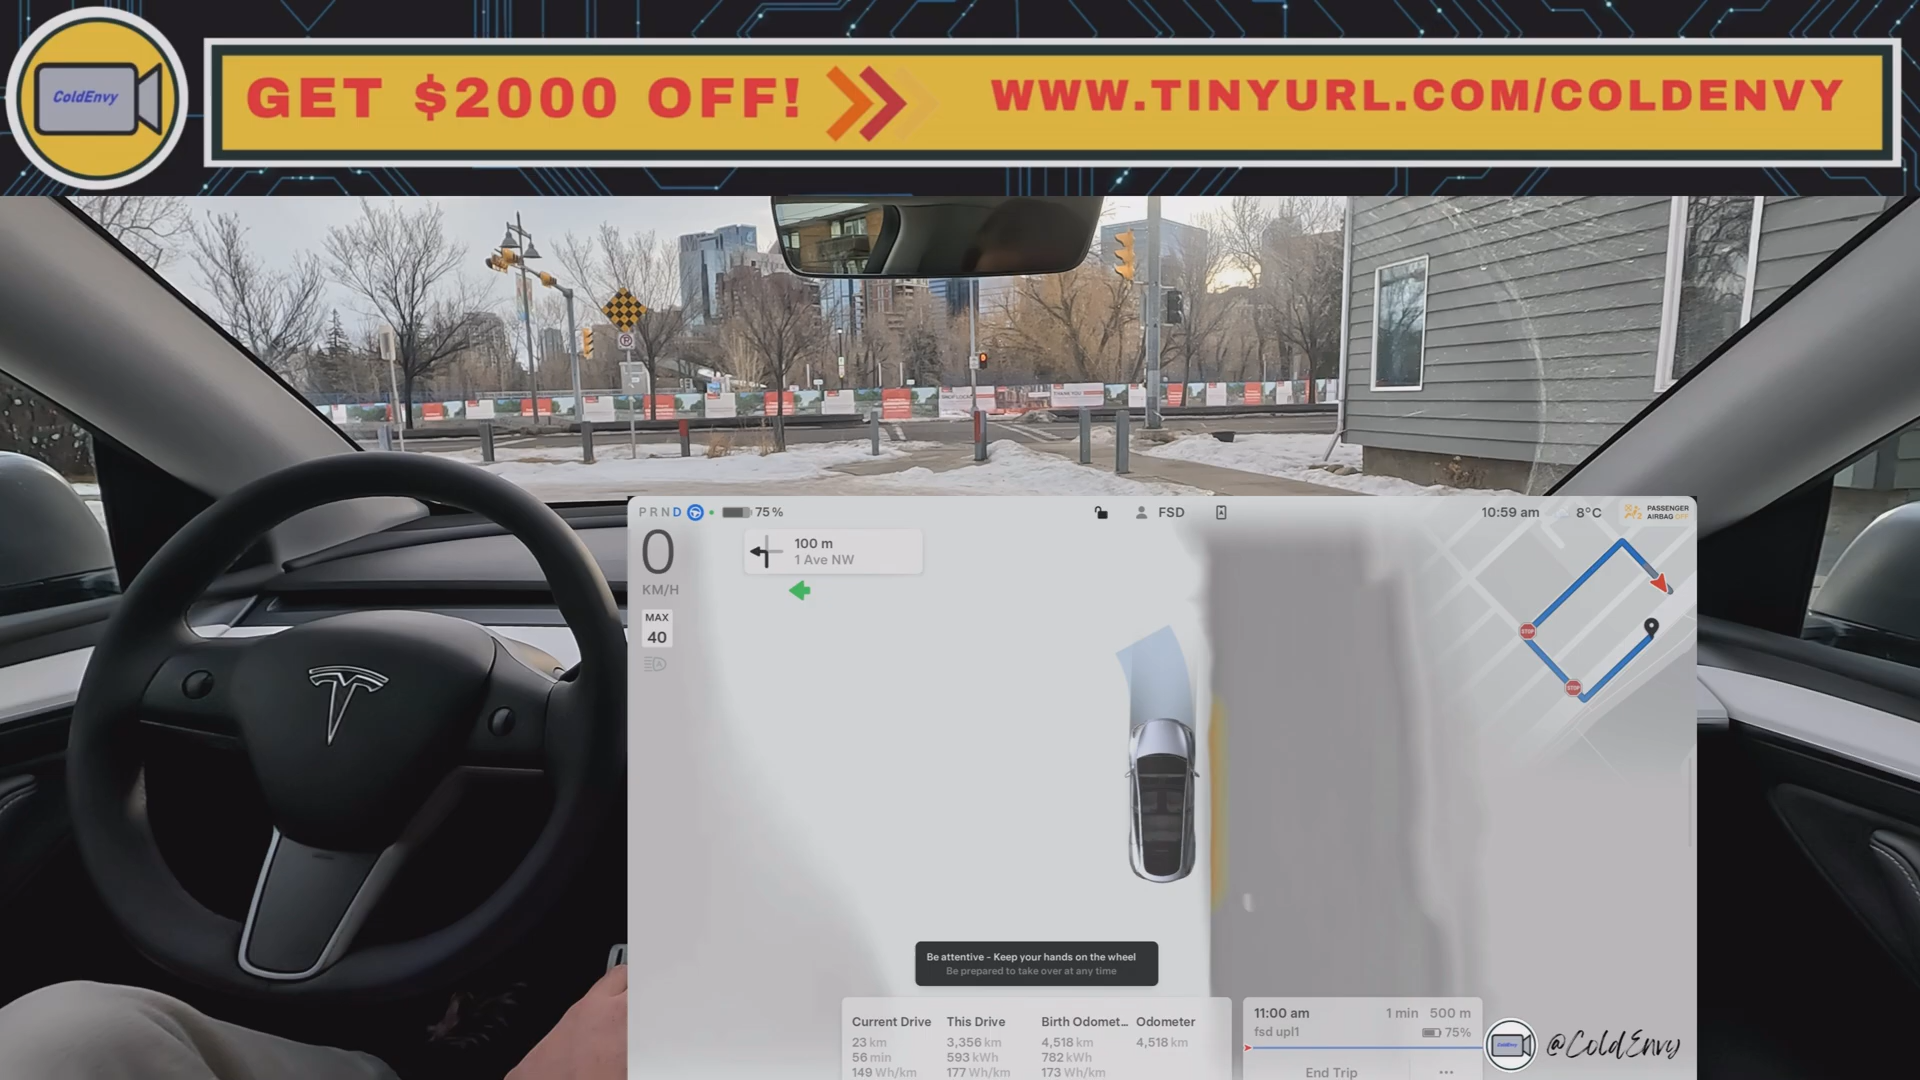 ColdEnvy
GET $2000 OFF!
WWW.TINYURL.COM/COLDENVY
P R N D
75 %
FSD
10:59 am
8°C
PASSENGER
AIRBAG OFF
0
KM/H
MAX
40
100 m
1 Ave NW
STOP
STOP
Be attentive - Keep your hands on the wheel
Be prepared to take over at any time
Current Drive
23 km
56 min
149 Wh/km
This Drive
3,356 km
593 kWh
177 Wh/km
Birth Odomet...
4,518 km
782 kWh
173 Wh/km
Odometer
4,518 km
11:00 am
1 min 500 m
fsd upl1
75%
End Trip
ColdEnvy
@ColdEnvy